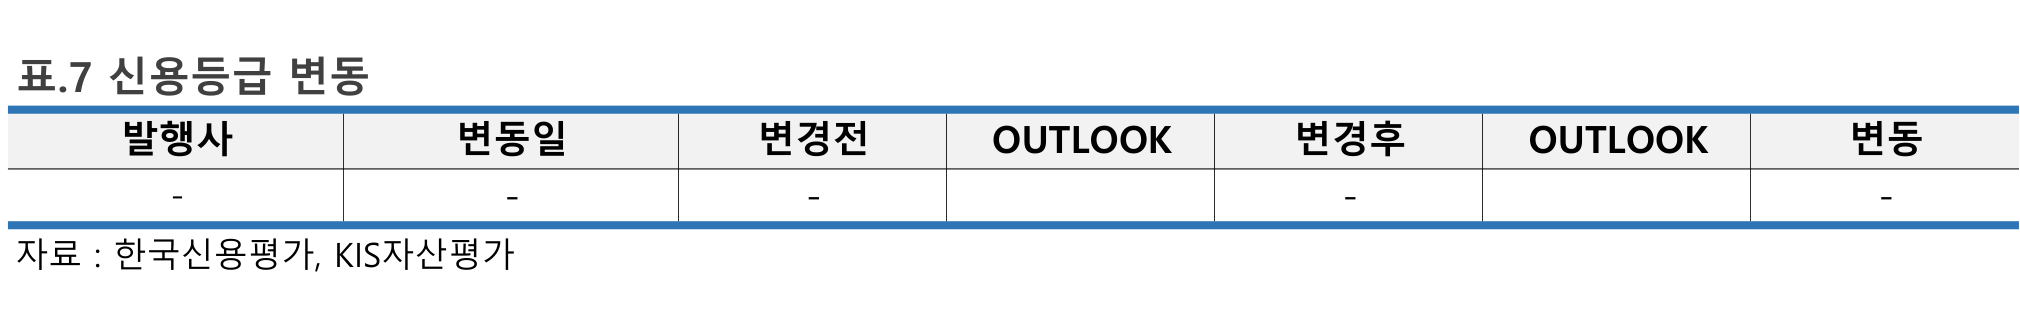 표.7 신용등급 변동
발행사 변동일 변경전 OUTLOOK 변경후 OUTLOOK 변동
- - - - -
자료 : 한국신용평가, KIS자산평가